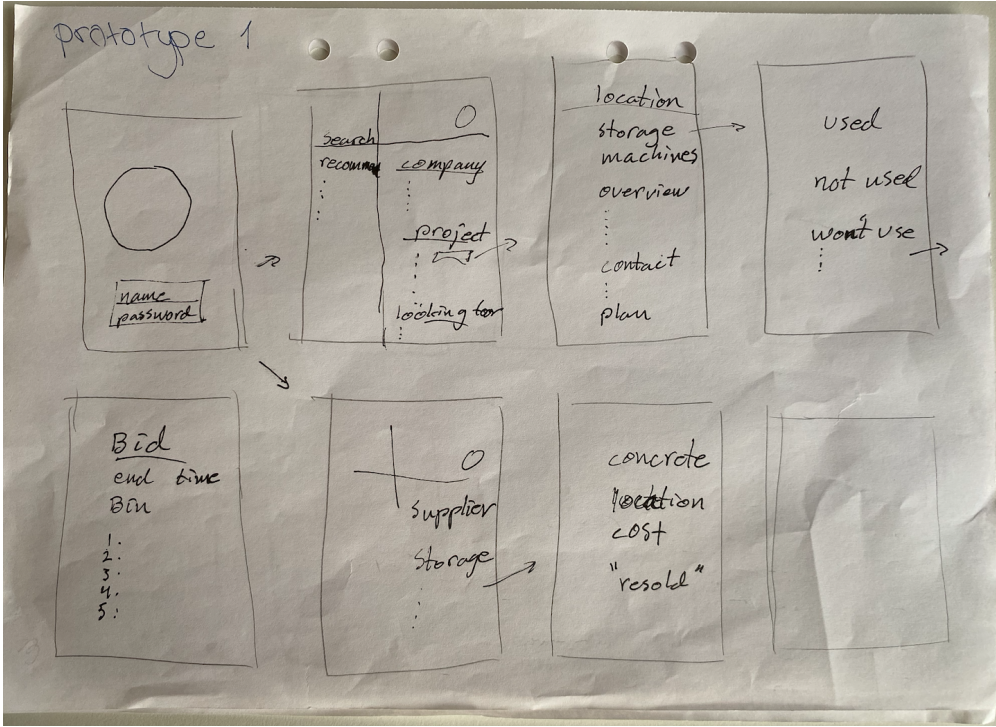 prototype 1
name
password
search
recomm
company
project
looking for
location
storage
machines
overview
contact
plan
used
not used
won't use
Bid
end time
Bin
1.
2.
3.
4.
5:
supplier
storage
concrete
location
cost
"resold"